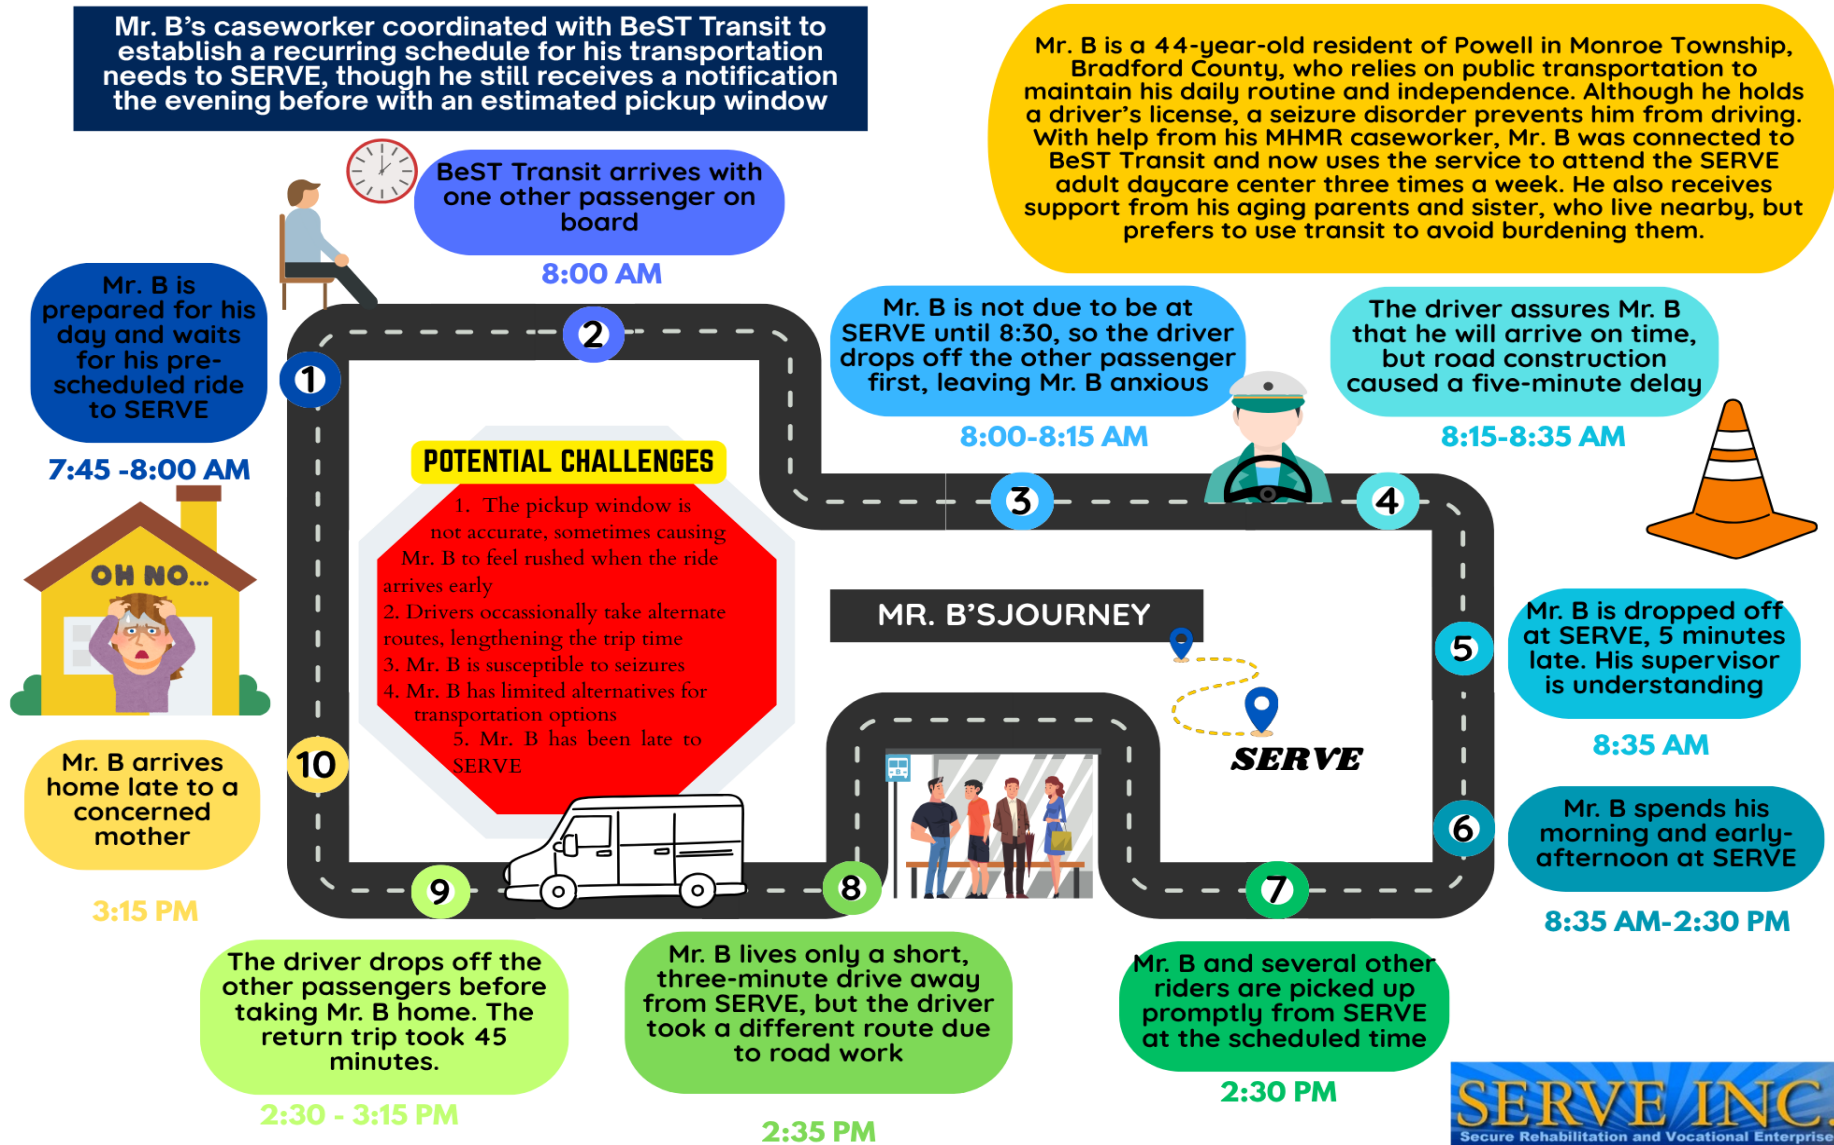 Mr. B’s caseworker coordinated with BeST Transit to
establish a recurring schedule for his transportation
needs to SERVE, though he still receives a notification
the evening before with an estimated pickup window
Mr. B is a 44-year-old resident of Powell in Monroe Township,
Bradford County, who relies on public transportation to
maintain his daily routine and independence. Although he holds
a driver’s license, a seizure disorder prevents him from driving.
With help from his MHMR caseworker, Mr. B was connected to
BeST Transit and now uses the service to attend the SERVE
adult daycare center three times a week. He also receives
support from his aging parents and sister, who live nearby, but
prefers to use transit to avoid burdening them.
Mr. B is
prepared for his
day and waits
for his pre-
scheduled ride
to SERVE
7:45 -8:00 AM
1
BeST Transit arrives with
one other passenger on
board
8:00 AM
2
Mr. B is not due to be at
SERVE until 8:30, so the driver
drops off the other passenger
first, leaving Mr. B anxious
8:00-8:15 AM
3
The driver assures Mr. B
that he will arrive on time,
but road construction
caused a five-minute delay
8:15-8:35 AM
4
POTENTIAL CHALLENGES
1. The pickup window is
not accurate, sometimes causing
Mr. B to feel rushed when the ride
arrives early
2. Drivers occassionally take alternate
routes, lengthening the trip time
3. Mr. B is susceptible to seizures
4. Mr. B has limited alternatives for
transportation options
5. Mr. B has been late to
SERVE
MR. B’SJOURNEY
SERVE
5
Mr. B is dropped off
at SERVE, 5 minutes
late. His supervisor
is understanding
8:35 AM
6
Mr. B spends his
morning and early-
afternoon at SERVE
8:35 AM-2:30 PM
7
Mr. B and several other
riders are picked up
promptly from SERVE
at the scheduled time
2:30 PM
8
Mr. B lives only a short,
three-minute drive away
from SERVE, but the driver
took a different route due
to road work
2:35 PM
9
The driver drops off the
other passengers before
taking Mr. B home. The
return trip took 45
minutes.
2:30 - 3:15 PM
10
OH NO...
Mr. B arrives
home late to a
concerned
mother
3:15 PM
SERVE INC.
Secure Rehabilitation and Vocational Enterprise